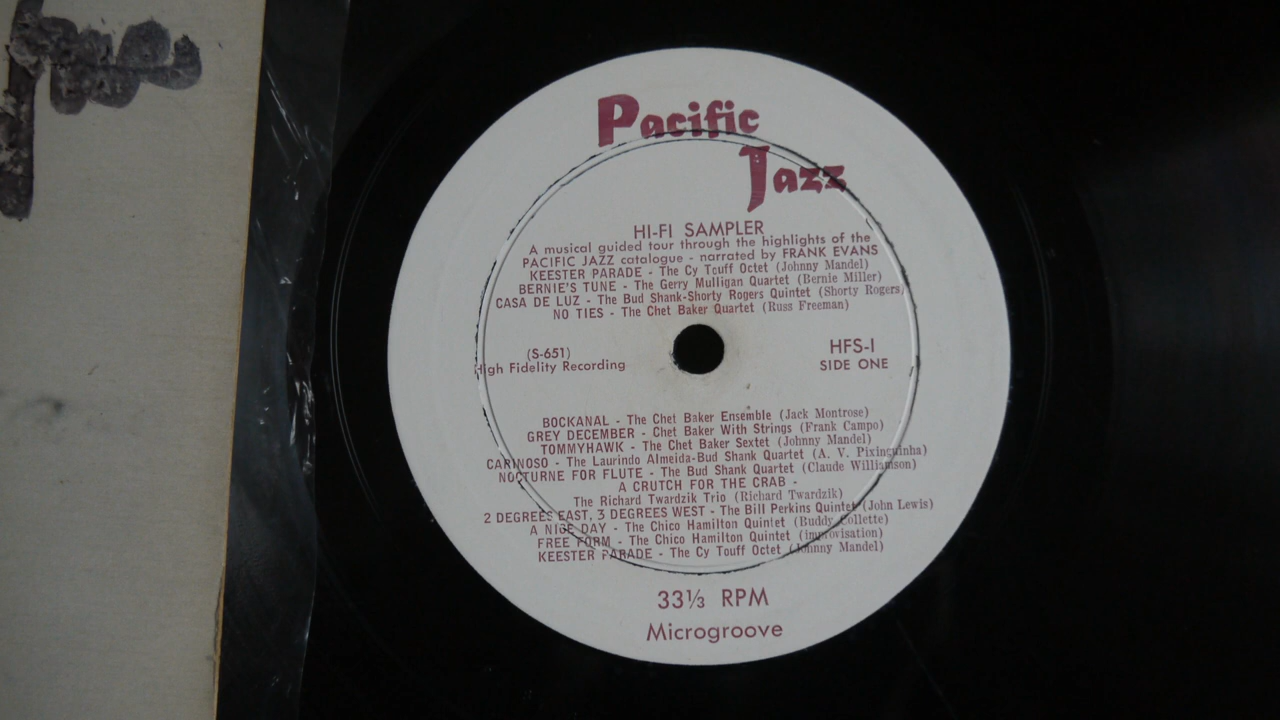 Pacific
Jazz
HI-FI SAMPLER
A musical guided tour through the highlights of the
PACIFIC JAZZ catalogue - narrated by FRANK EVANS
KEESTER PARADE - The Cy Tcuff Octet (Johnny Mandel)
BERNIE'S TUNE - The Gerry Mulligan Quartet (Bernie Miller)
CASA DE LUZ - The Bud Shank-Shorty Rogers Quintet (Shorty Rogers)
NO TIES - The Chet Baker Quartet (Russ Freeman)
(S-651)
High Fidelity Recording
HFS-1
SIDE ONE
BOCKANAL - The Chet Baker Ensemble (Jack Montrose)
GREY DECEMBER - Chet Baker With Strings (Frank Campo)
TOMMYHAWK - The Chet Baker Sextet (Johnny Mandel)
CARINOSO - The Laurindo Almeida-Bud Shank Quartet (A. V. Pixinguinha)
NOCTURNE FOR FLUTE - The Bud Shank Quartet (Claude Williamson)
A CRUTCH FOR THE CRAB -
The Richard Twardzik Trio (Richard Twardzik)
2 DEGREES EAST, 3 DEGREES WEST - The Bill Perkins Quintet (John Lewis)
A NICE DAY - The Chico Hamilton Quintet (Buddy Collette)
FREE FORM - The Chico Hamilton Quintet (improvisation)
KEESTER PARADE - The Cy Touff Octet (Johnny Mandel)
33⅓ RPM
Microgroove